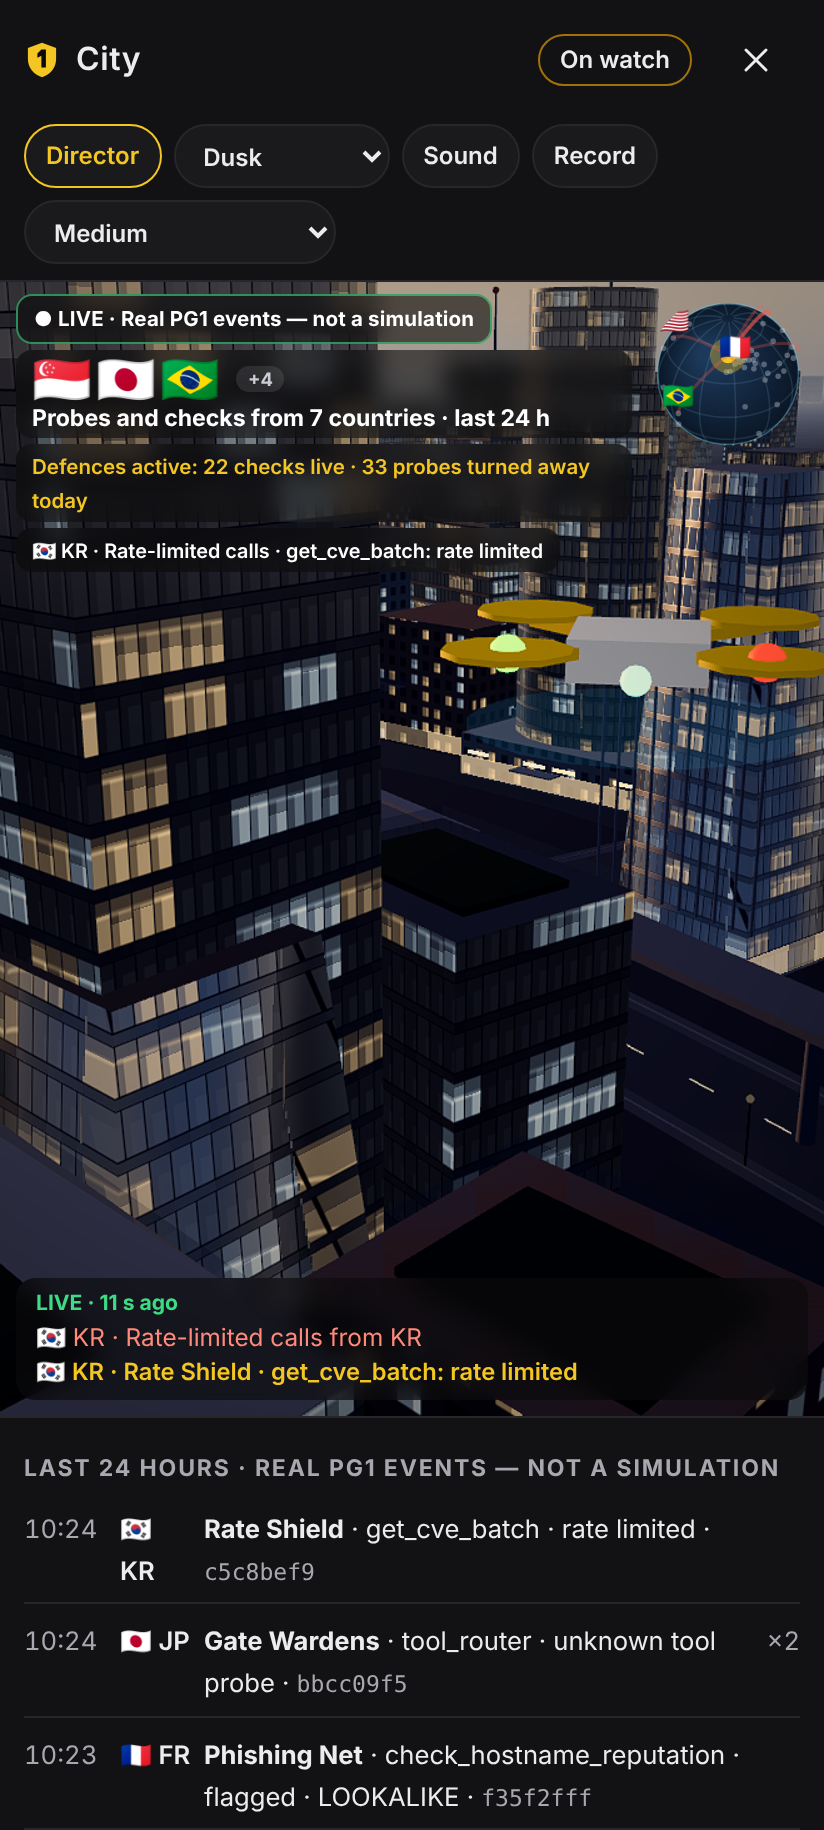 1 City
On watch
Director
Dusk
Sound
Record
Medium
LIVE · Real PG1 events — not a simulation
+4
Probes and checks from 7 countries · last 24 h
Defences active: 22 checks live · 33 probes turned away
today
KR · Rate-limited calls · get_cve_batch: rate limited
LIVE · 11 s ago
KR · Rate-limited calls from KR
KR · Rate Shield · get_cve_batch: rate limited
LAST 24 HOURS · REAL PG1 EVENTS — NOT A SIMULATION
10:24 KR Rate Shield · get_cve_batch · rate limited ·
c5c8bef9
10:24 JP Gate Wardens · tool_router · unknown tool ×2
probe · bbcc09f5
10:23 FR Phishing Net · check_hostname_reputation ·
flagged · LOOKALIKE · f35f2fff